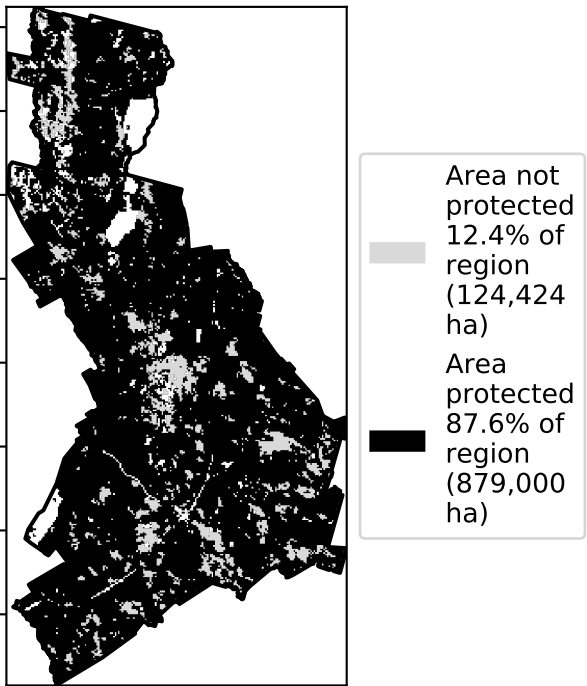 Area not
protected
12.4% of
region
(124,424
ha)
Area
protected
87.6% of
region
(879,000
ha)